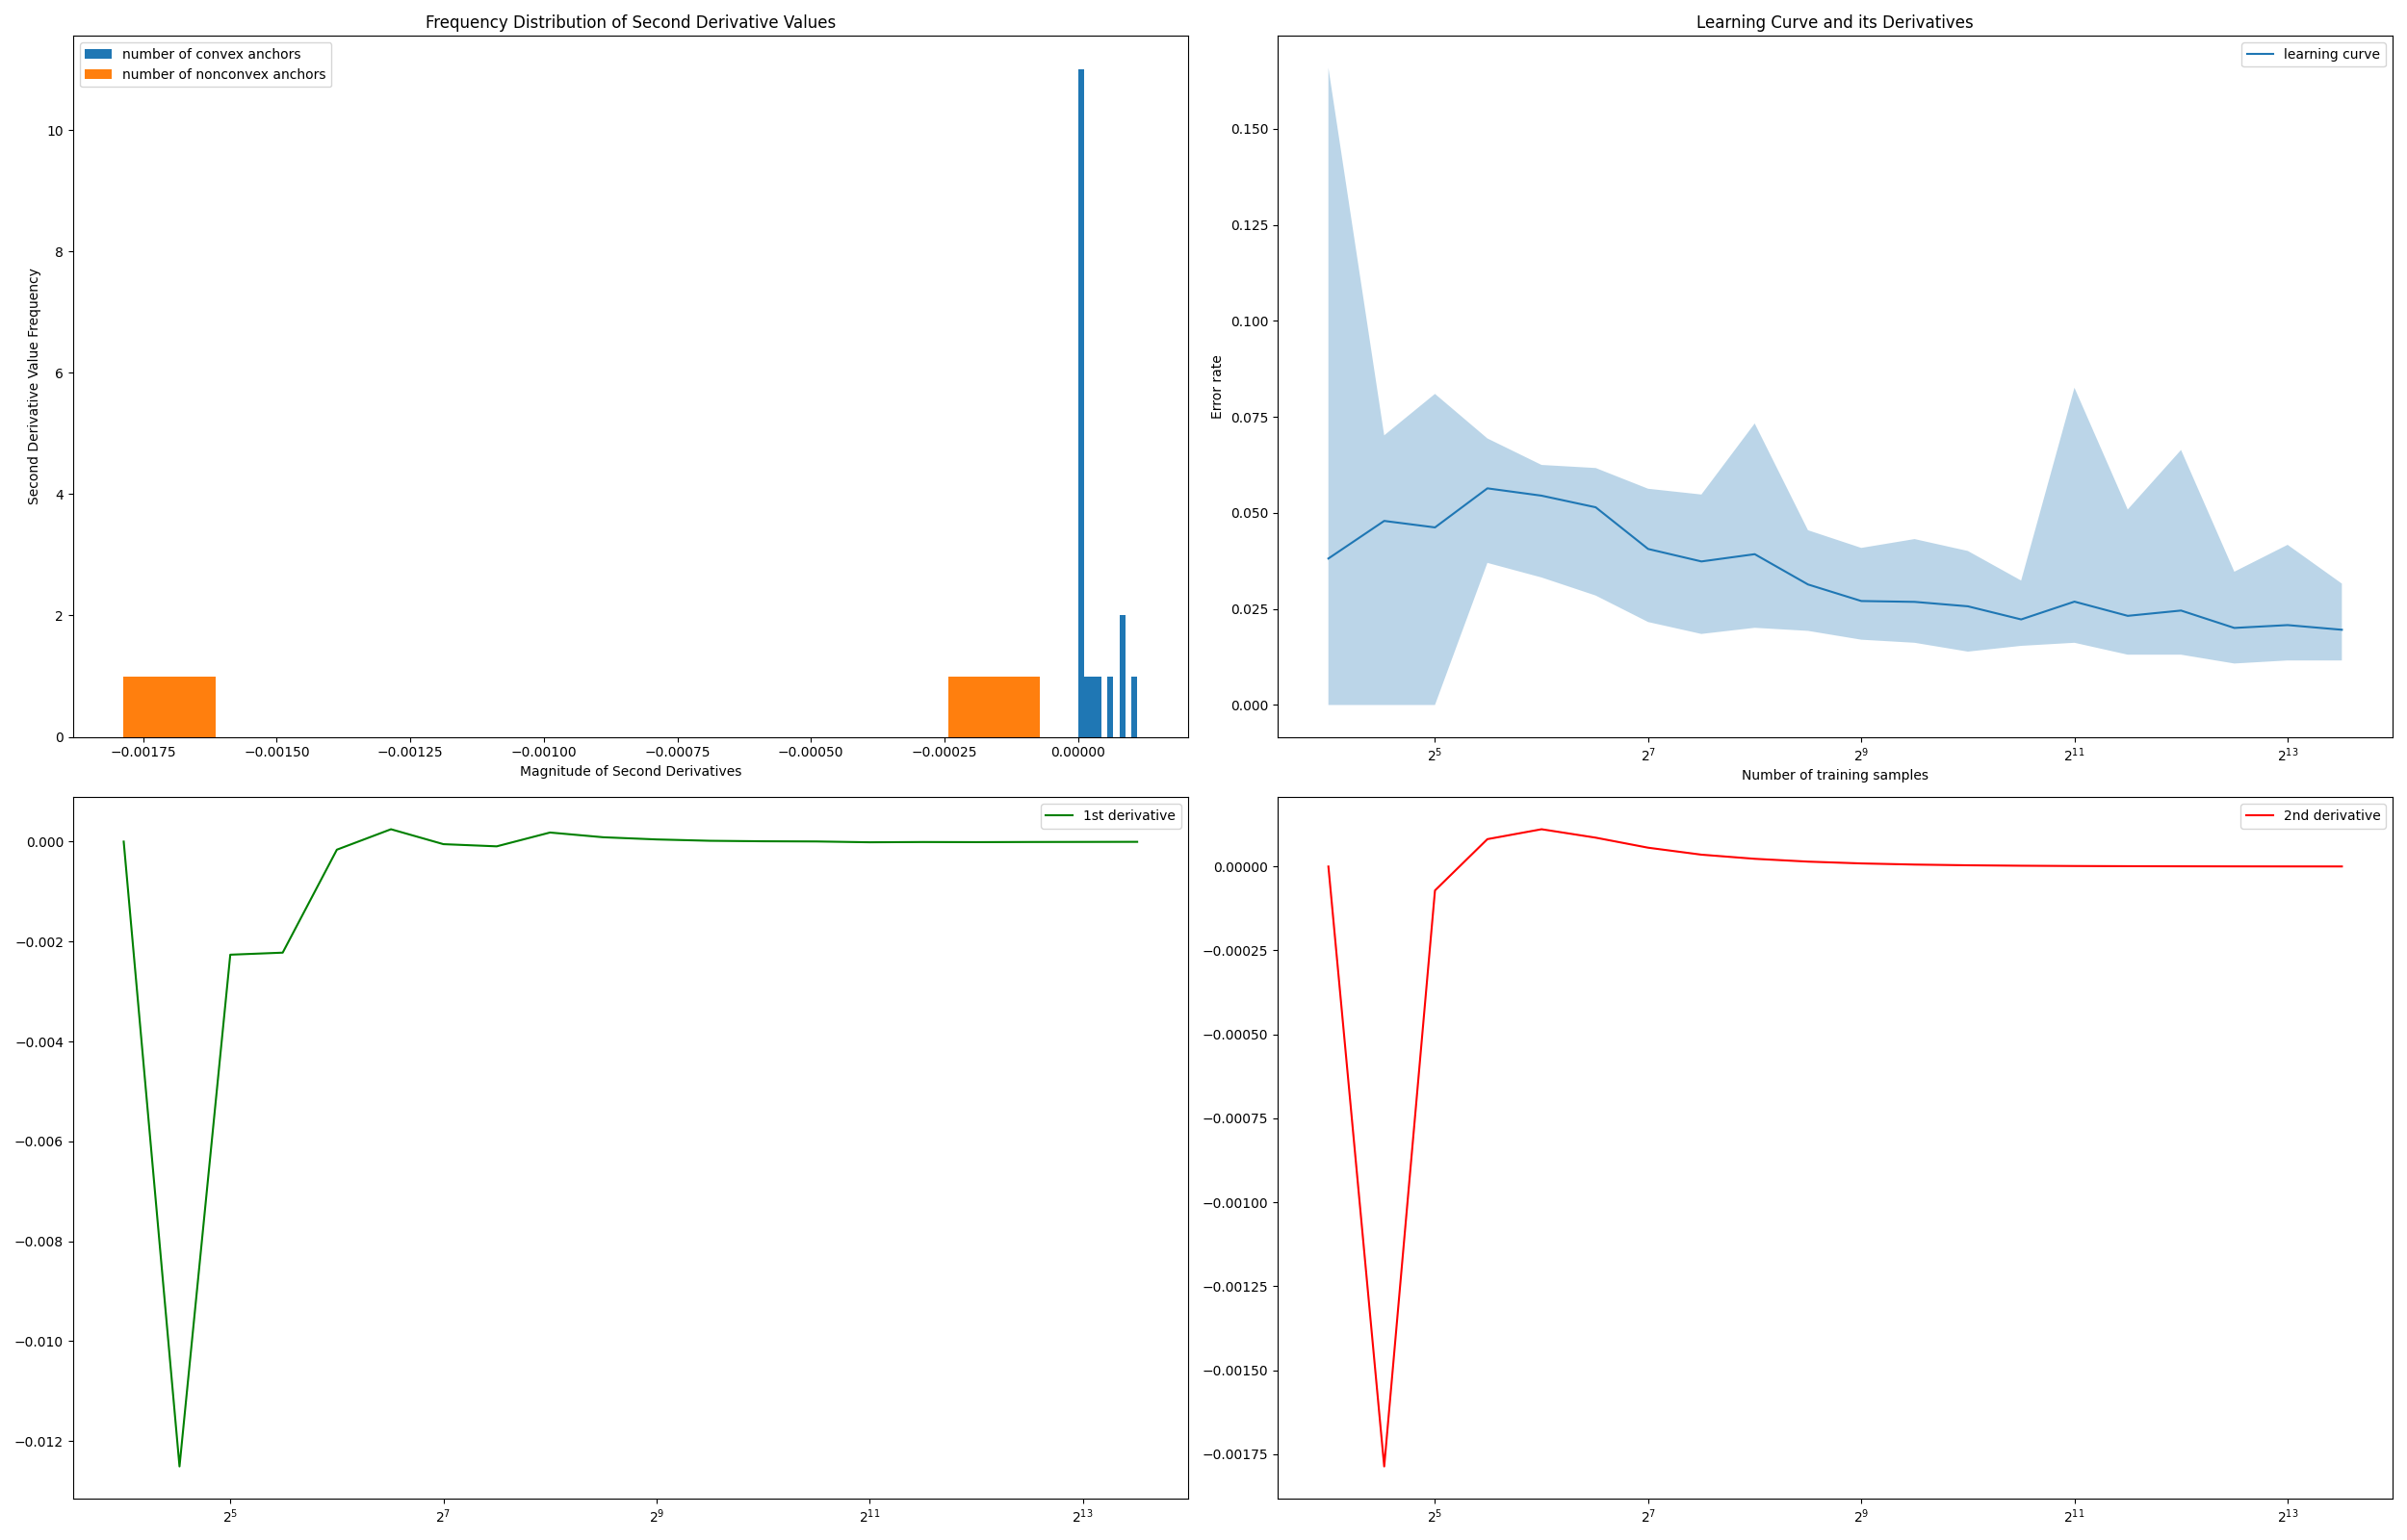 Frequency Distribution of Second Derivative Values
number of convex anchors
number of nonconvex anchors
Second Derivative Value Frequency
10
8
6
4
2
0
−0.00175 −0.00150 −0.00125 −0.00100 −0.00075 −0.00050 −0.00025 0.00000
Magnitude of Second Derivatives
Learning Curve and its Derivatives
learning curve
Error rate
0.150
0.125
0.100
0.075
0.050
0.025
0.000
2^5 2^7 2^9 2^11 2^13
Number of training samples
1st derivative
0.000
−0.002
−0.004
−0.006
−0.008
−0.010
−0.012
2^5 2^7 2^9 2^11 2^13
2nd derivative
0.00000
−0.00025
−0.00050
−0.00075
−0.00100
−0.00125
−0.00150
−0.00175
2^5 2^7 2^9 2^11 2^13